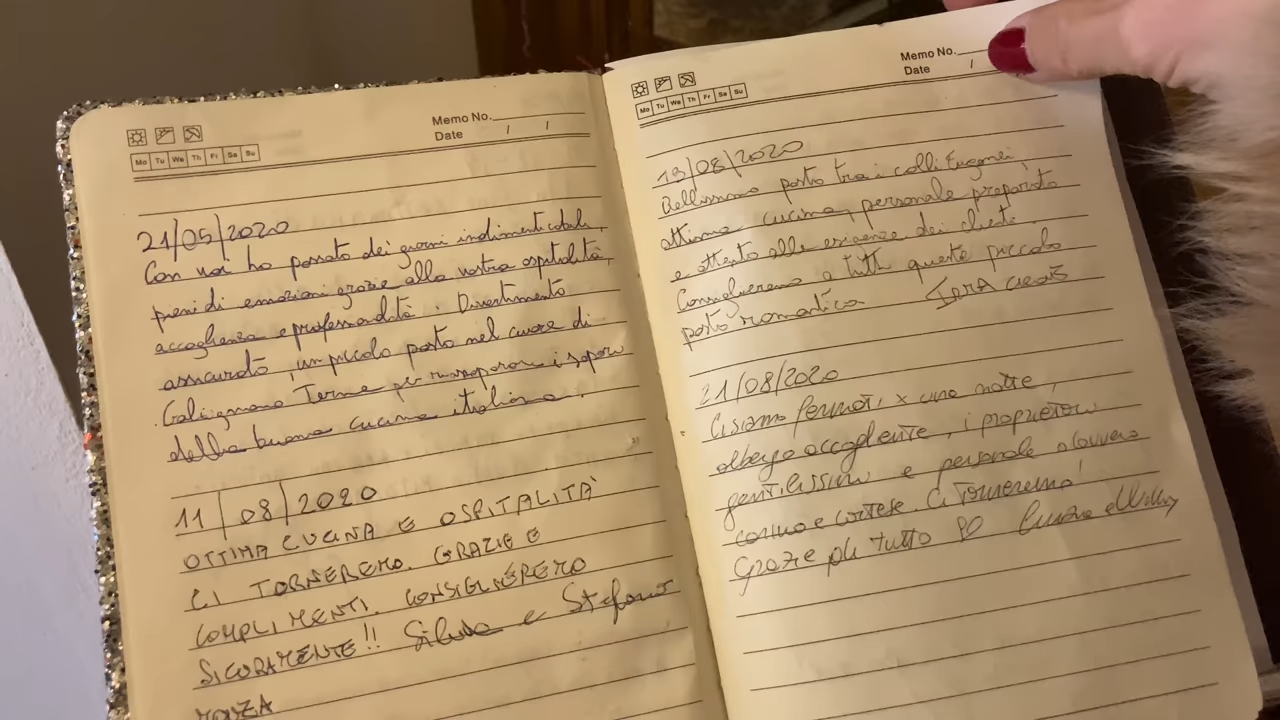 Memo No.
Date / /
Mo Tu We Th Fr Sa Su
21/05/2020
Con voi ho passato dei giorni indimenticabili,
pieni di emozioni grazie alla vostra ospitalità,
accoglienza e professionalità. Divertimento
assicurato, un piccolo posto nel cuore di
Galzignano Terme per riassaporare i sapori
della buona cucina italiana.
11/08/2020
OTTIMA CUCINA E OSPITALITÀ
CI TORNEREMO. GRAZIE E
COMPLIMENTI. CONSIGLIEREMO
SICURAMENTE!! Silvia e Stefano
MONZA
Memo No.
Date /
Mo Tu We Th Fr Sa Su
13/08/2020
Bellissimo posto tra i colli Euganei,
ottima cucina, personale preparato
e attento alle esigenze dei clienti.
Consiglieremo a tutti questo piccolo
posto romantico
21/08/2020
Ci siamo fermati x una notte,
albergo accogliente, i proprietari
gentilissimi e personale davvero
carino e cortese. Ci torneremo!
Grazie di tutto